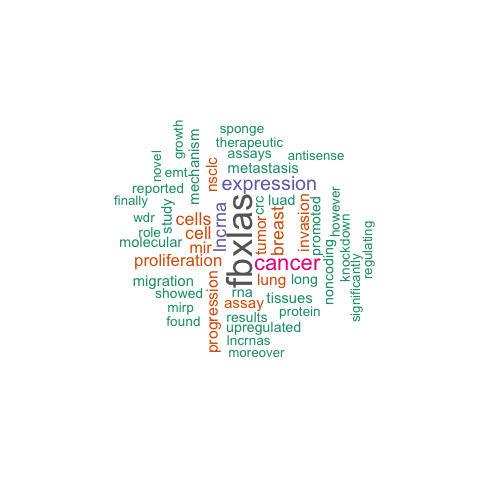 sponge
growth
therapeutic
mechanism
assays
antisense
novel
nsclc
metastasis
emt
expression
reported
crc
luad
finally
study
lncrna
fbxlas
tumor
breast
invasion
promoted
however
wdr
cells
role
cell
molecular
mir
knockdown
regulating
proliferation
cancer
noncoding
significantly
migration
progression
lung
long
showed
rna
tissues
mirp
assay
protein
found
results
upregulated
lncrnas
moreover